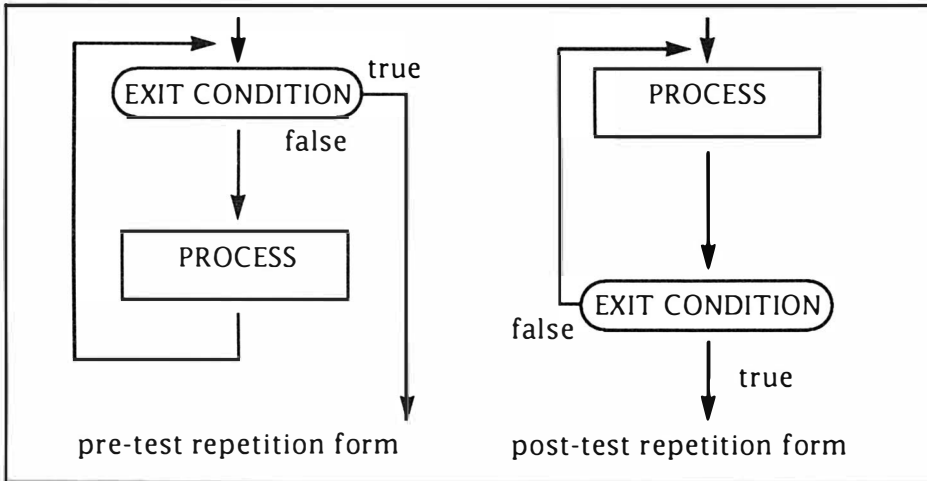 true
EXIT CONDITION
false
PROCESS
pre-test repetition form
PROCESS
EXIT CONDITION
false
true
post-test repetition form